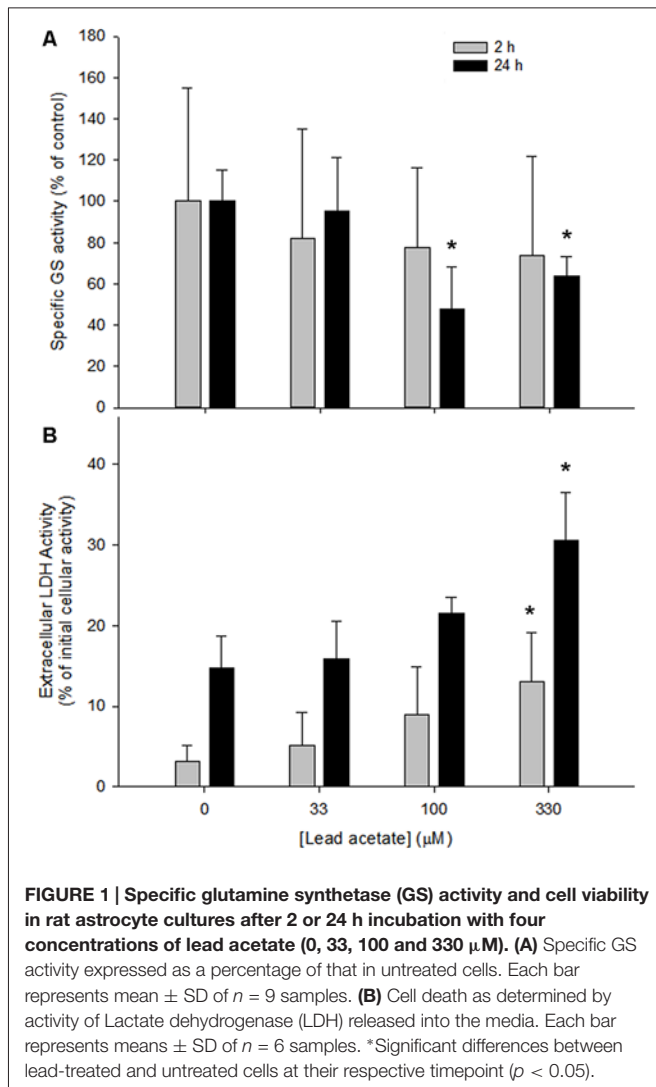 A
180
160
140
120
100
80
60
40
20
0
Specific GS activity (% of control)
2 h
24 h
*
*
B
40
30
20
10
0
Extracellular LDH Activity
(% of initial cellular activity)
*
*
0 33 100 330
[Lead acetate] (μM)
FIGURE 1 | Specific glutamine synthetase (GS) activity and cell viability
in rat astrocyte cultures after 2 or 24 h incubation with four
concentrations of lead acetate (0, 33, 100 and 330 μM). (A) Specific GS
activity expressed as a percentage of that in untreated cells. Each bar
represents mean ± SD of n = 9 samples. (B) Cell death as determined by
activity of Lactate dehydrogenase (LDH) released into the media. Each bar
represents means ± SD of n = 6 samples. *Significant differences between
lead-treated and untreated cells at their respective timepoint (p < 0.05).